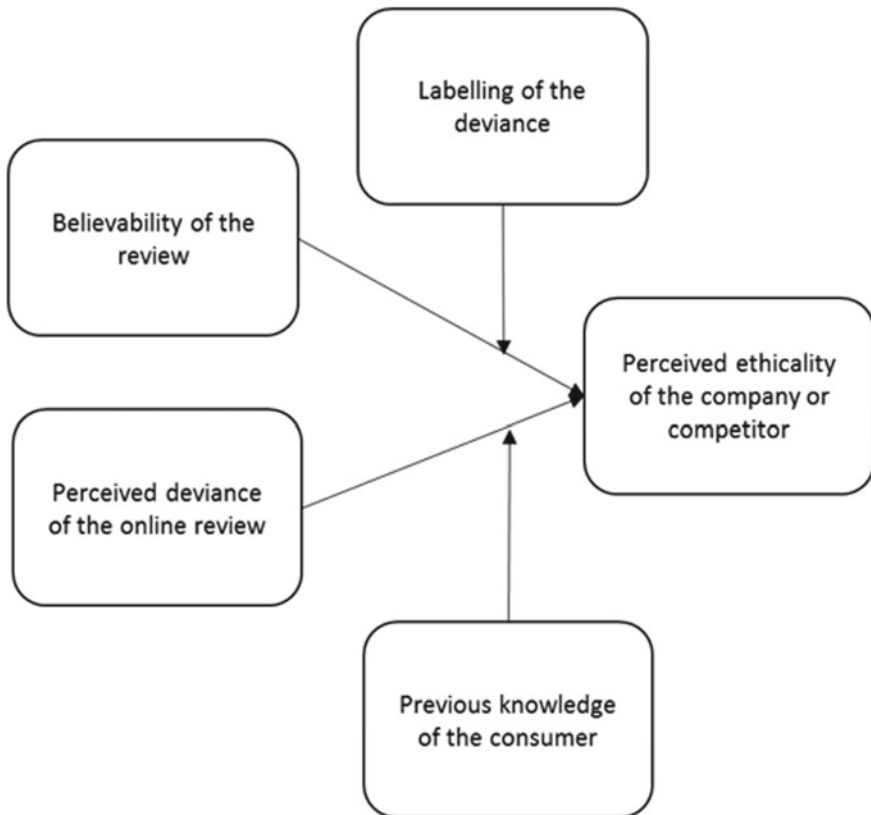 Labelling of the
deviance
Believability of the
review
Perceived ethicality
of the company or
competitor
Perceived deviance
of the online review
Previous knowledge
of the consumer